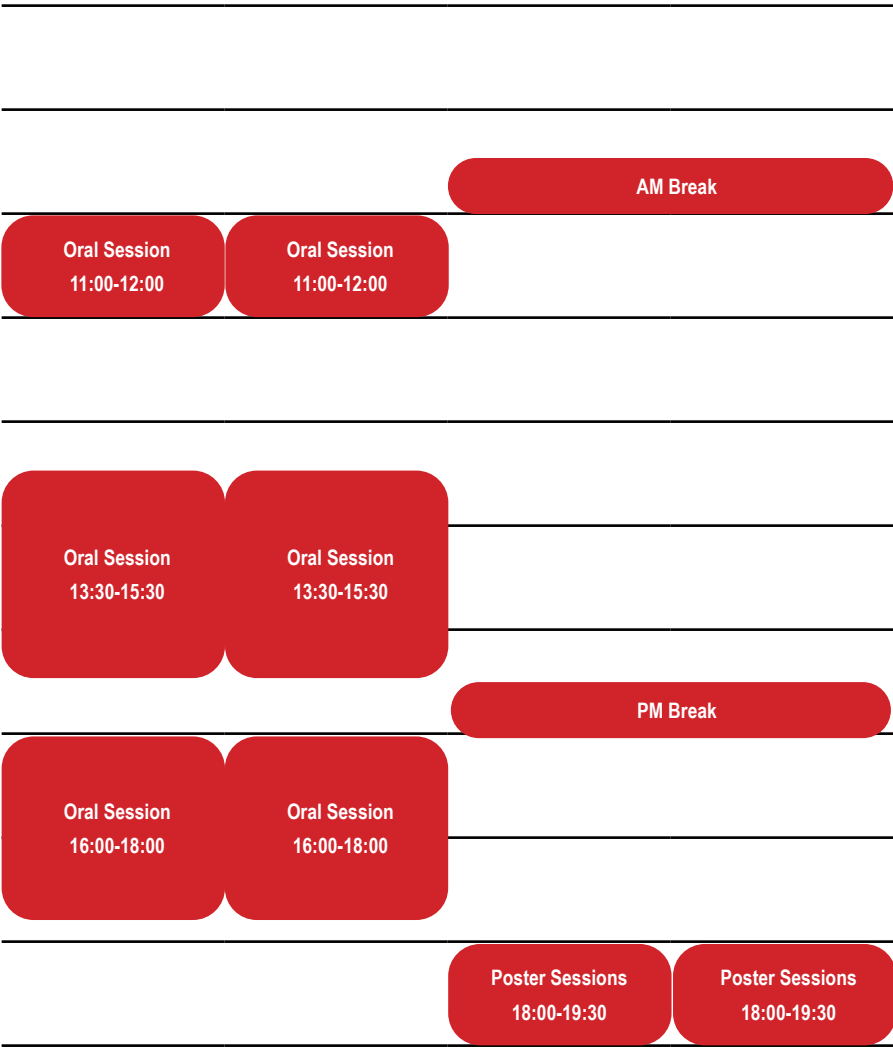 AM Break
Oral Session
11:00-12:00
Oral Session
11:00-12:00
Oral Session
13:30-15:30
Oral Session
13:30-15:30
PM Break
Oral Session
16:00-18:00
Oral Session
16:00-18:00
Poster Sessions
18:00-19:30
Poster Sessions
18:00-19:30